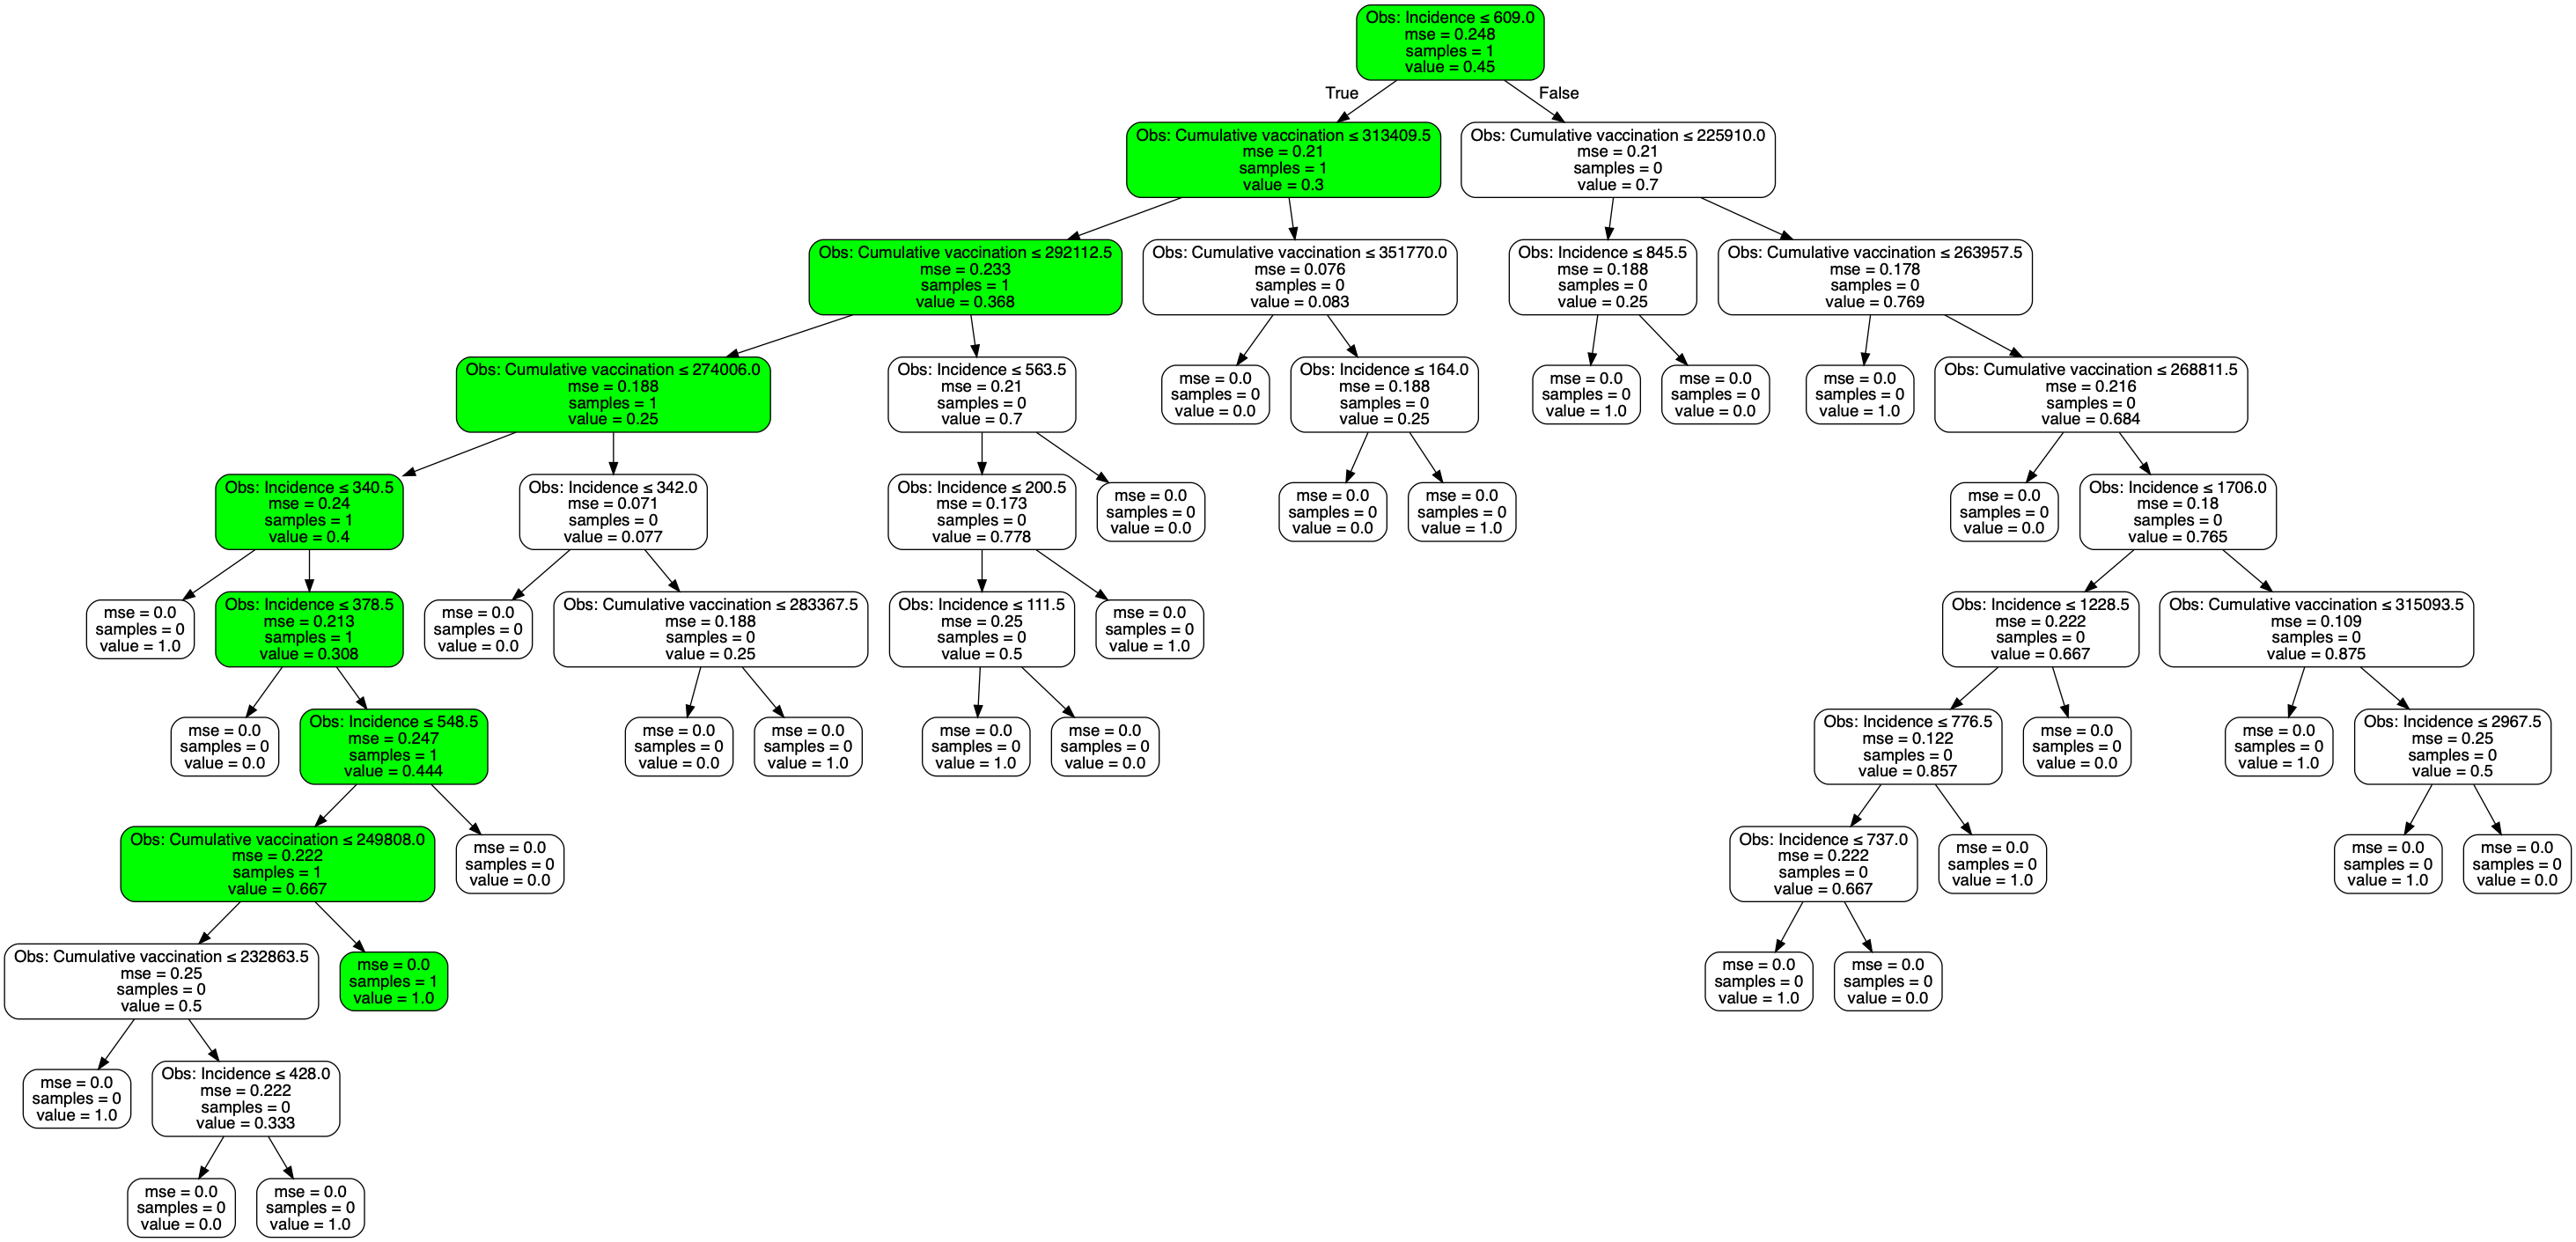 Obs: Incidence ≤ 609.0
mse = 0.248
samples = 1
value = 0.45
True
False
Obs: Cumulative vaccination ≤ 313409.5
mse = 0.21
samples = 1
value = 0.3
Obs: Cumulative vaccination ≤ 225910.0
mse = 0.21
samples = 0
value = 0.7
Obs: Cumulative vaccination ≤ 292112.5
mse = 0.233
samples = 1
value = 0.368
Obs: Cumulative vaccination ≤ 351770.0
mse = 0.076
samples = 0
value = 0.083
Obs: Incidence ≤ 845.5
mse = 0.188
samples = 0
value = 0.25
Obs: Cumulative vaccination ≤ 263957.5
mse = 0.178
samples = 0
value = 0.769
Obs: Cumulative vaccination ≤ 274006.0
mse = 0.188
samples = 1
value = 0.25
Obs: Incidence ≤ 563.5
mse = 0.21
samples = 0
value = 0.7
mse = 0.0
samples = 0
value = 0.0
Obs: Incidence ≤ 164.0
mse = 0.188
samples = 0
value = 0.25
mse = 0.0
samples = 0
value = 1.0
mse = 0.0
samples = 0
value = 0.0
mse = 0.0
samples = 0
value = 1.0
Obs: Cumulative vaccination ≤ 268811.5
mse = 0.216
samples = 0
value = 0.684
Obs: Incidence ≤ 340.5
mse = 0.24
samples = 1
value = 0.4
Obs: Incidence ≤ 342.0
mse = 0.071
samples = 0
value = 0.077
Obs: Incidence ≤ 200.5
mse = 0.173
samples = 0
value = 0.778
mse = 0.0
samples = 0
value = 0.0
mse = 0.0
samples = 0
value = 0.0
mse = 0.0
samples = 0
value = 1.0
mse = 0.0
samples = 0
value = 0.0
Obs: Incidence ≤ 1706.0
mse = 0.18
samples = 0
value = 0.765
mse = 0.0
samples = 0
value = 1.0
Obs: Incidence ≤ 378.5
mse = 0.213
samples = 1
value = 0.308
mse = 0.0
samples = 0
value = 0.0
Obs: Cumulative vaccination ≤ 283367.5
mse = 0.188
samples = 0
value = 0.25
Obs: Incidence ≤ 111.5
mse = 0.25
samples = 0
value = 0.5
mse = 0.0
samples = 0
value = 1.0
Obs: Incidence ≤ 1228.5
mse = 0.222
samples = 0
value = 0.667
Obs: Cumulative vaccination ≤ 315093.5
mse = 0.109
samples = 0
value = 0.875
mse = 0.0
samples = 0
value = 0.0
Obs: Incidence ≤ 548.5
mse = 0.247
samples = 1
value = 0.444
mse = 0.0
samples = 0
value = 0.0
mse = 0.0
samples = 0
value = 1.0
mse = 0.0
samples = 0
value = 1.0
mse = 0.0
samples = 0
value = 0.0
Obs: Incidence ≤ 776.5
mse = 0.122
samples = 0
value = 0.857
mse = 0.0
samples = 0
value = 0.0
mse = 0.0
samples = 0
value = 1.0
Obs: Incidence ≤ 2967.5
mse = 0.25
samples = 0
value = 0.5
Obs: Cumulative vaccination ≤ 249808.0
mse = 0.222
samples = 1
value = 0.667
mse = 0.0
samples = 0
value = 0.0
Obs: Incidence ≤ 737.0
mse = 0.222
samples = 0
value = 0.667
mse = 0.0
samples = 0
value = 1.0
mse = 0.0
samples = 0
value = 1.0
mse = 0.0
samples = 0
value = 0.0
Obs: Cumulative vaccination ≤ 232863.5
mse = 0.25
samples = 0
value = 0.5
mse = 0.0
samples = 1
value = 1.0
mse = 0.0
samples = 0
value = 1.0
mse = 0.0
samples = 0
value = 0.0
mse = 0.0
samples = 0
value = 1.0
Obs: Incidence ≤ 428.0
mse = 0.222
samples = 0
value = 0.333
mse = 0.0
samples = 0
value = 0.0
mse = 0.0
samples = 0
value = 1.0